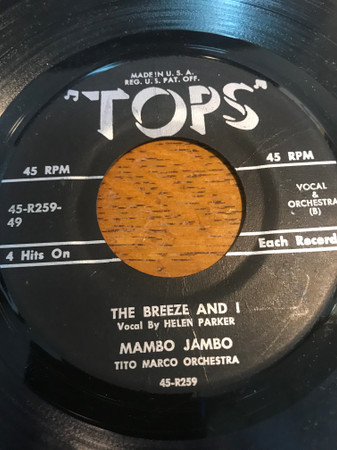 MADE IN U.S.A.
REG. U.S. PAT. OFF.
"TOPS"
45 RPM
45 RPM
45-R259-
49
VOCAL
&
ORCHESTRA
(B)
4 Hits On
Each Record
THE BREEZE AND I
Vocal By HELEN PARKER
MAMBO JAMBO
TITO MARCO ORCHESTRA
45-R259